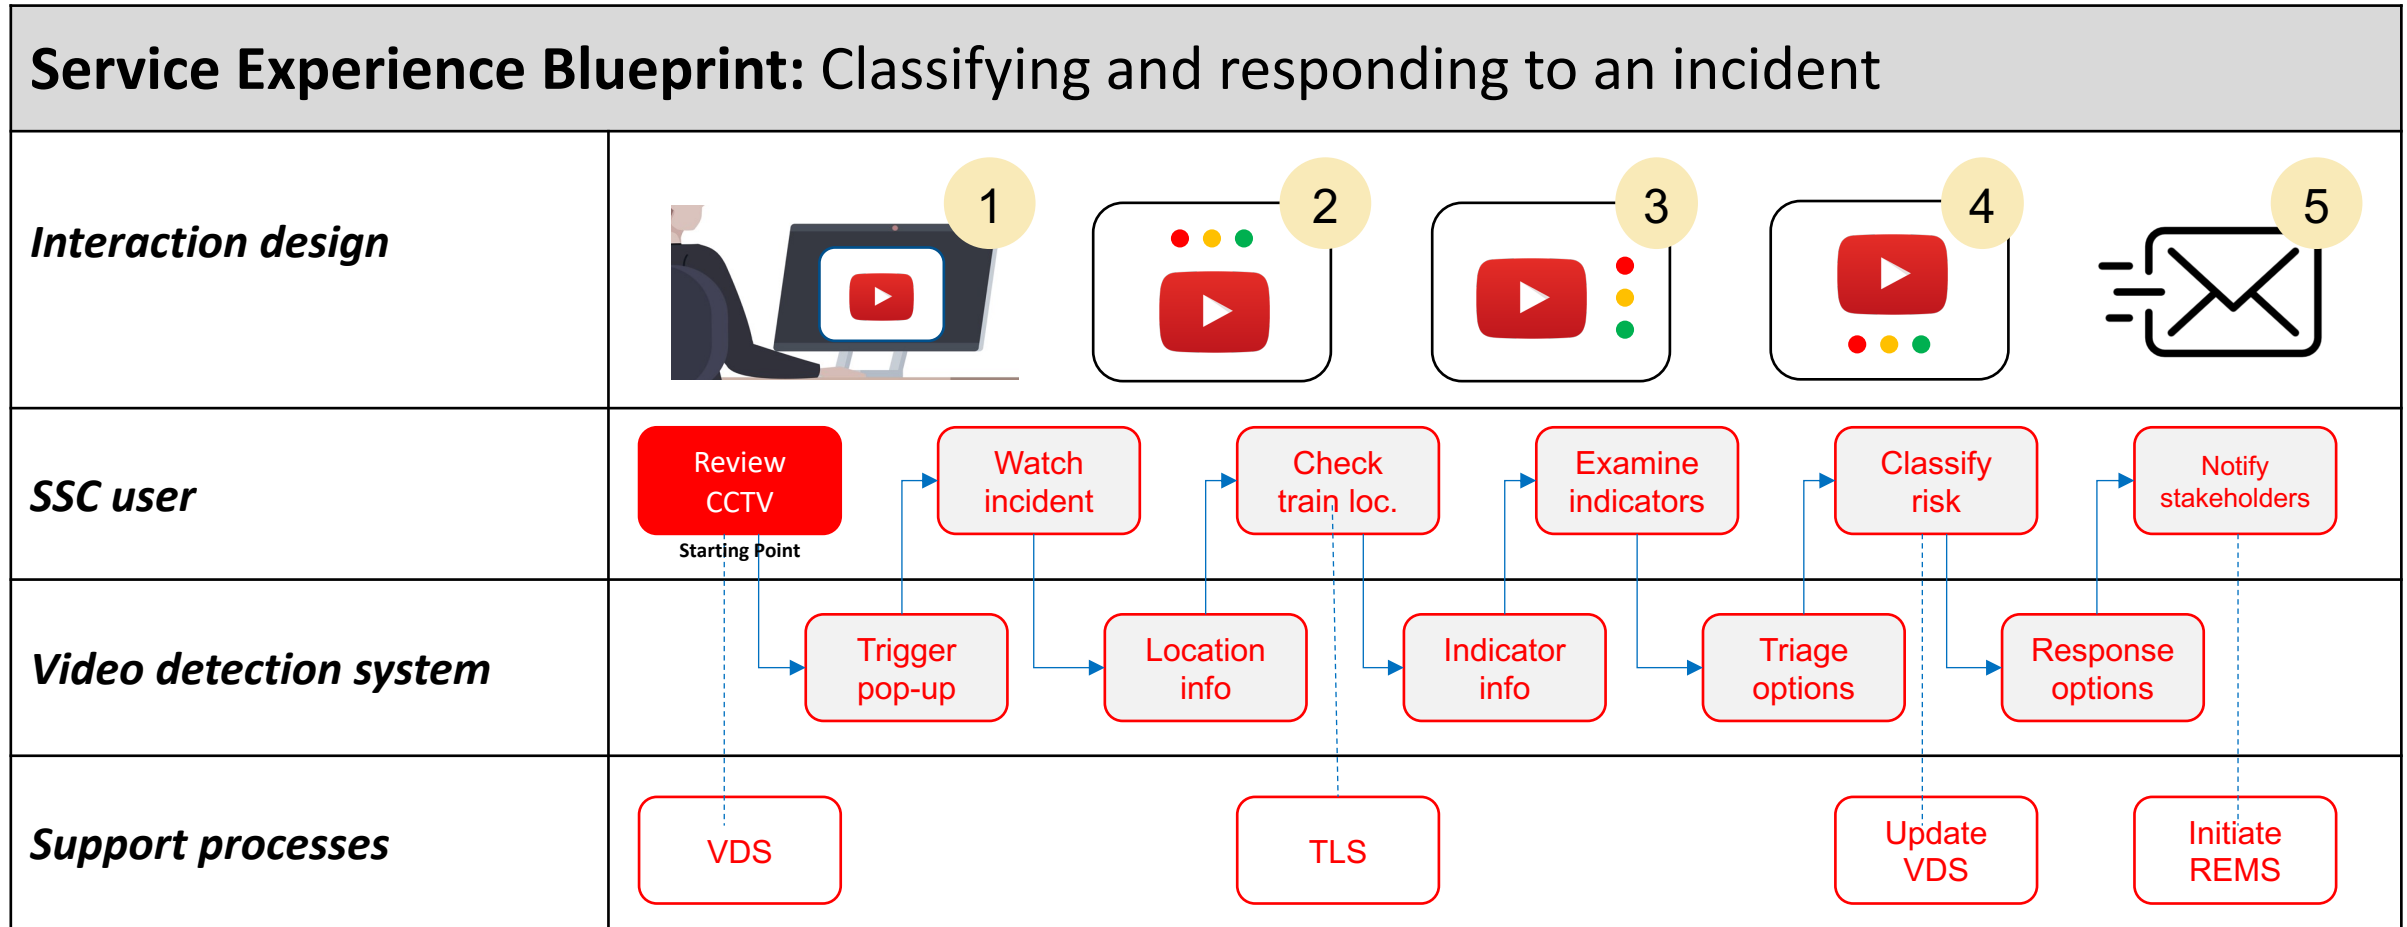 Service Experience Blueprint: Classifying and responding to an incident
Interaction design
1
2
3
4
5
SSC user
Review
CCTV
Starting Point
Watch
incident
Check
train loc.
Examine
indicators
Classify
risk
Notify
stakeholders
Video detection system
Trigger
pop-up
Location
info
Indicator
info
Triage
options
Response
options
Support processes
VDS
TLS
Update
VDS
Initiate
REMS